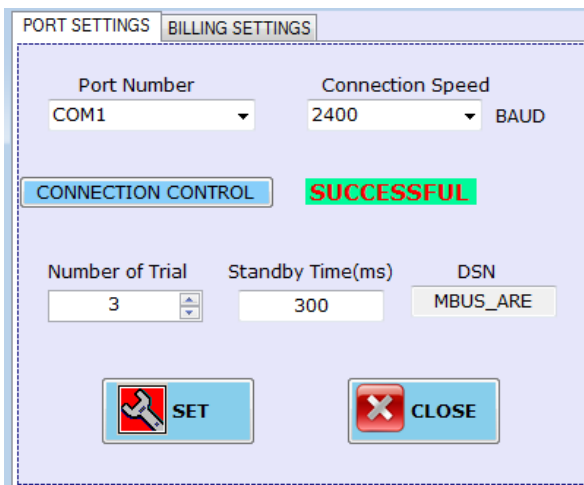 PORT SETTINGS BILLING SETTINGS
Port Number Connection Speed
COM1 2400 BAUD
CONNECTION CONTROL SUCCESSFUL
Number of Trial Standby Time(ms) DSN
3 300 MBUS_ARE
SET CLOSE